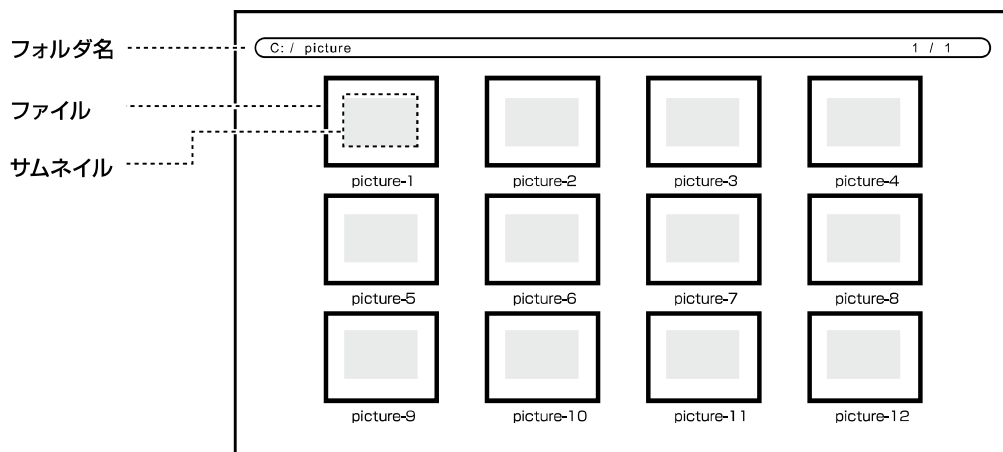 フォルダ名
C: / picture 1 / 1
ファイル
サムネイル
picture-1 picture-2 picture-3 picture-4
picture-5 picture-6 picture-7 picture-8
picture-9 picture-10 picture-11 picture-12